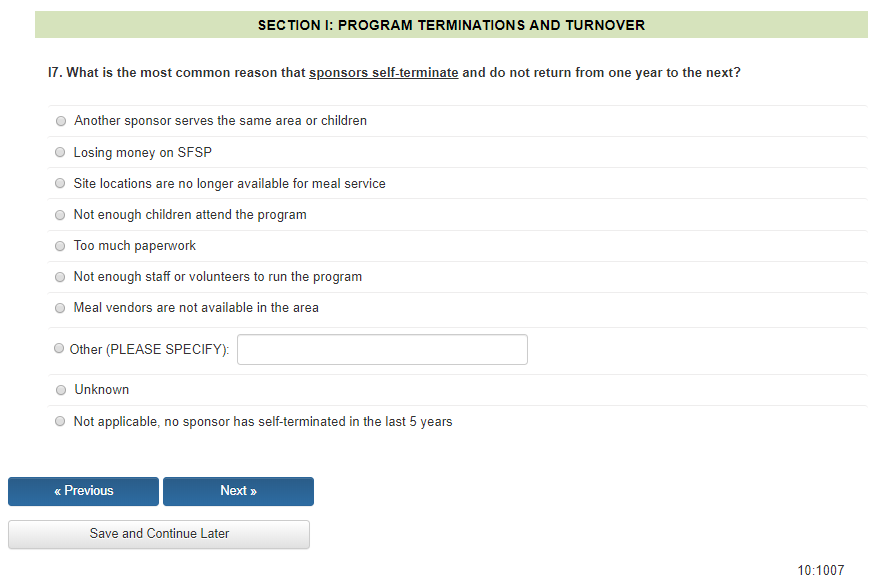 SECTION I: PROGRAM TERMINATIONS AND TURNOVER
I7. What is the most common reason that sponsors self-terminate and do not return from one year to the next?
Another sponsor serves the same area or children
Losing money on SFSP
Site locations are no longer available for meal service
Not enough children attend the program
Too much paperwork
Not enough staff or volunteers to run the program
Meal vendors are not available in the area
Other (PLEASE SPECIFY):
Unknown
Not applicable, no sponsor has self-terminated in the last 5 years
« Previous Next »
Save and Continue Later
10:1007